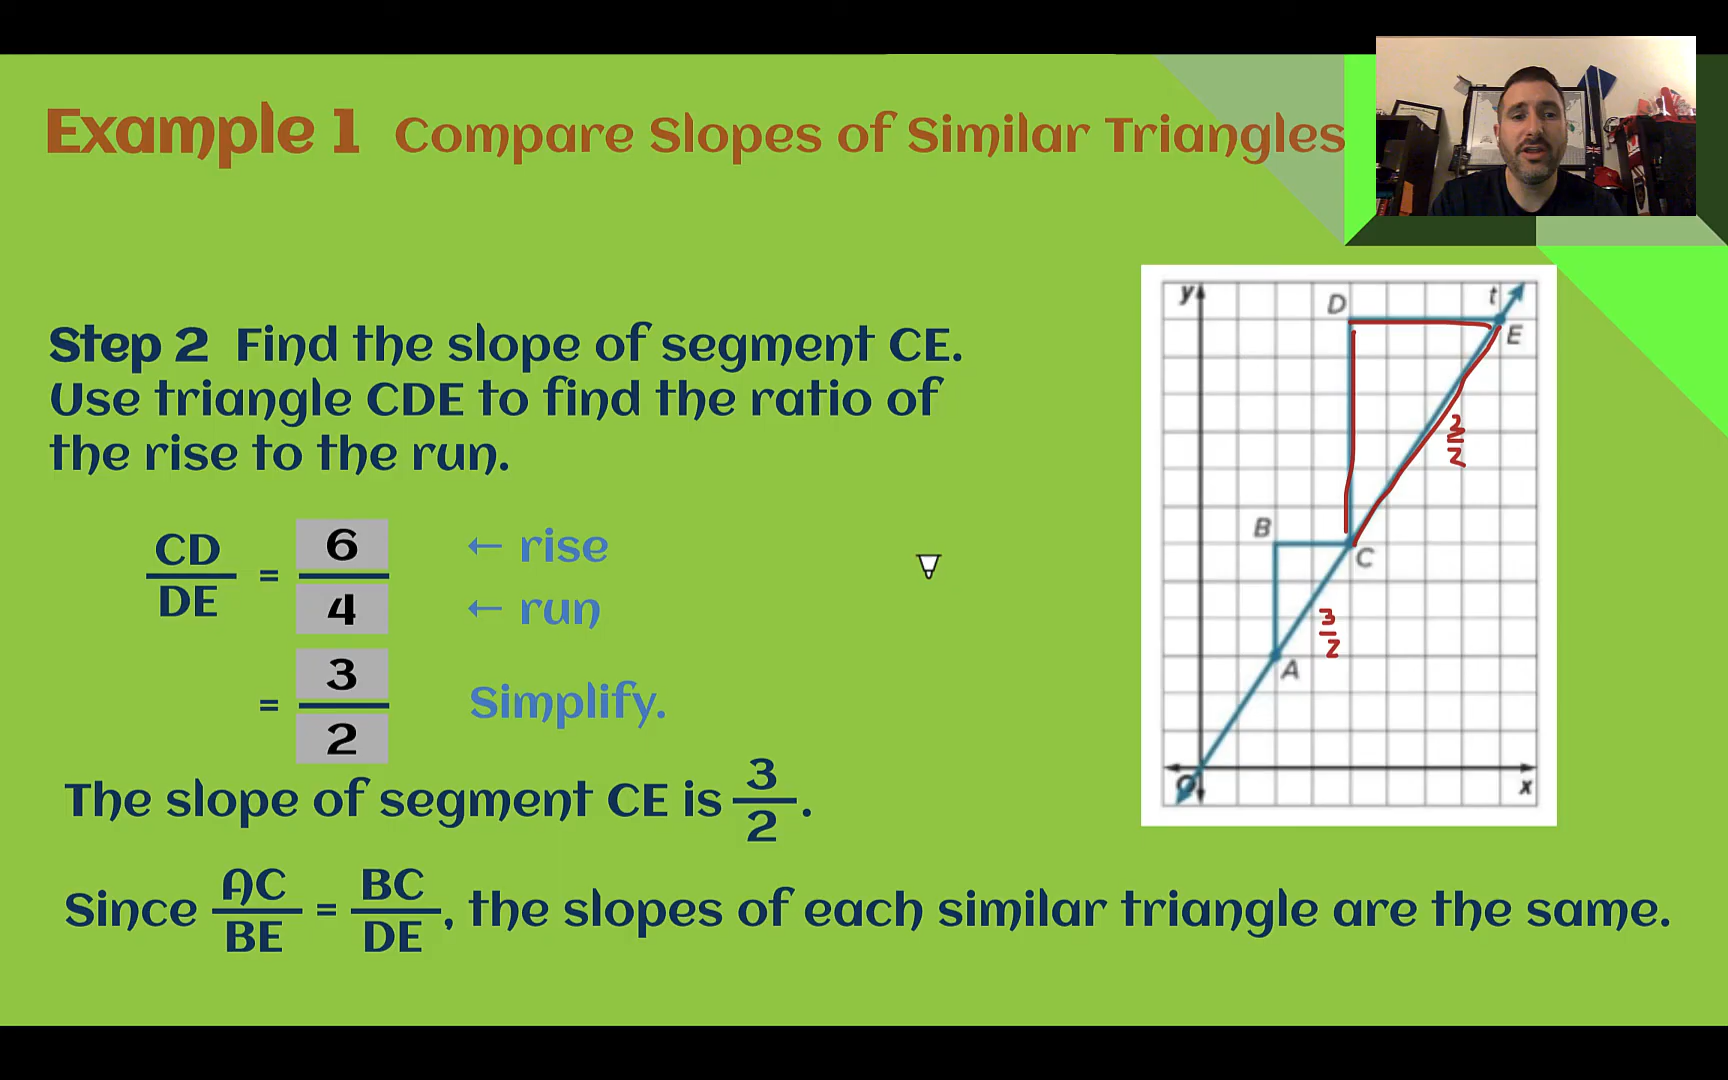 Example 1 Compare Slopes of Similar Triangles
Step 2 Find the slope of segment CE.
Use triangle CDE to find the ratio of
the rise to the run.
CD
DE
=
6
4
← rise
← run
=
3
2
Simplify.
The slope of segment CE is 3/2.
Since AC/BE = BC/DE, the slopes of each similar triangle are the same.
y
D
t
E
3
2
B
C
3
2
A
O
x